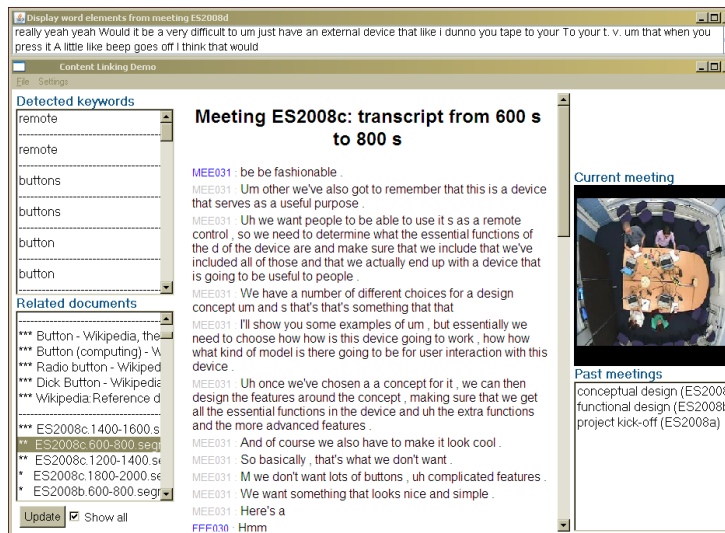 Display word elements from meeting ES2008d
really yeah yeah Would it be a very difficult to um just have an external device that like i dunno you tape to your To your t. v. um that when you
press it A little like beep goes off I think that would
Content Linking Demo
File Settings
Detected keywords
remote
remote
buttons
buttons
button
button
Related documents
*** Button - Wikipedia, the
*** Button (computing) - W
*** Radio button - Wikiped
*** Dick Button - Wikipedia
*** Wikipedia:Reference d
*** ES2008c.1400-1600.s
** ES2008c.600-800.segr
** ES2008c.1200-1400.se
* ES2008c.1800-2000.se
* ES2008b.600-800.segr
Update Show all
Meeting ES2008c: transcript from 600 s
to 800 s
MEE031 : be be fashionable .
MEE031 : Um other we've also got to remember that this is a device
that serves as a useful purpose .
MEE031 : Uh we want people to be able to use it s as a remote
control , so we need to determine what the essential functions of
the d of the device are and make sure that we include that we've
included all of those and that we actually end up with a device that
is going to be useful to people .
MEE031 : We have a number of different choices for a design
concept um and s that's that's something that that
MEE031 : I'll show you some examples of um , but essentially we
need to choose how how is this device going to work , how how
what kind of model is there going to be for user interaction with this
device .
MEE031 : Uh once we've chosen a a concept for it , we can then
design the features around the concept , making sure that we get
all the essential functions in the device and uh the extra functions
and the more advanced features .
MEE031 : And of course we also have to make it look cool .
MEE031 : So basically , that's what we don't want .
MEE031 : M we don't want lots of buttons , uh complicated features .
MEE031 : We want something that looks nice and simple .
MEE031 : Here's a
FEE030 : Hmm
Current meeting
Past meetings
conceptual design (ES2008
functional design (ES2008b
project kick-off (ES2008a)